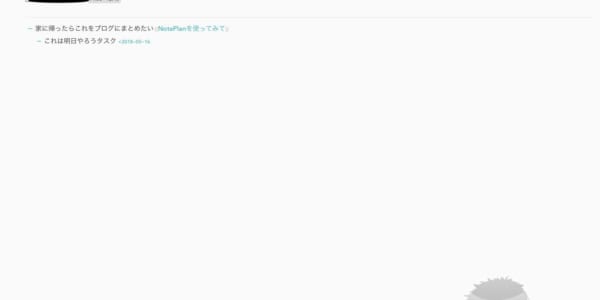 – 家に帰ったらこれをブログにまとめたい [[NotePlanを使ってみて]]
– これは明日やろうタスク <2018-05-16